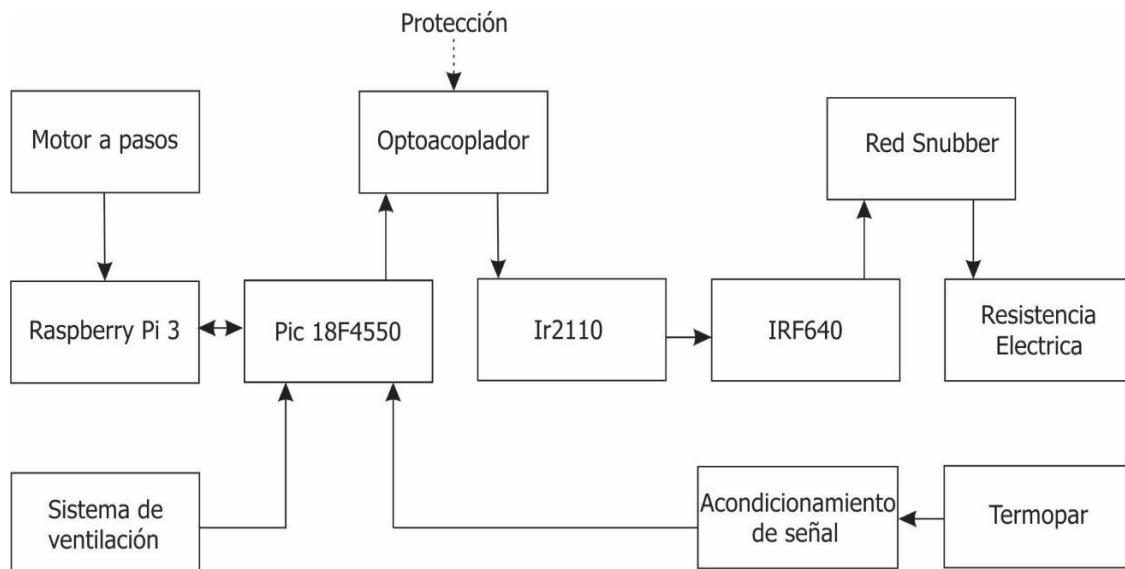 Protección
Motor a pasos
Optoacoplador
Red Snubber
Raspberry Pi 3
Pic 18F4550
Ir2110
IRF640
Resistencia
Electrica
Sistema de
ventilación
Acondicionamiento
de señal
Termopar